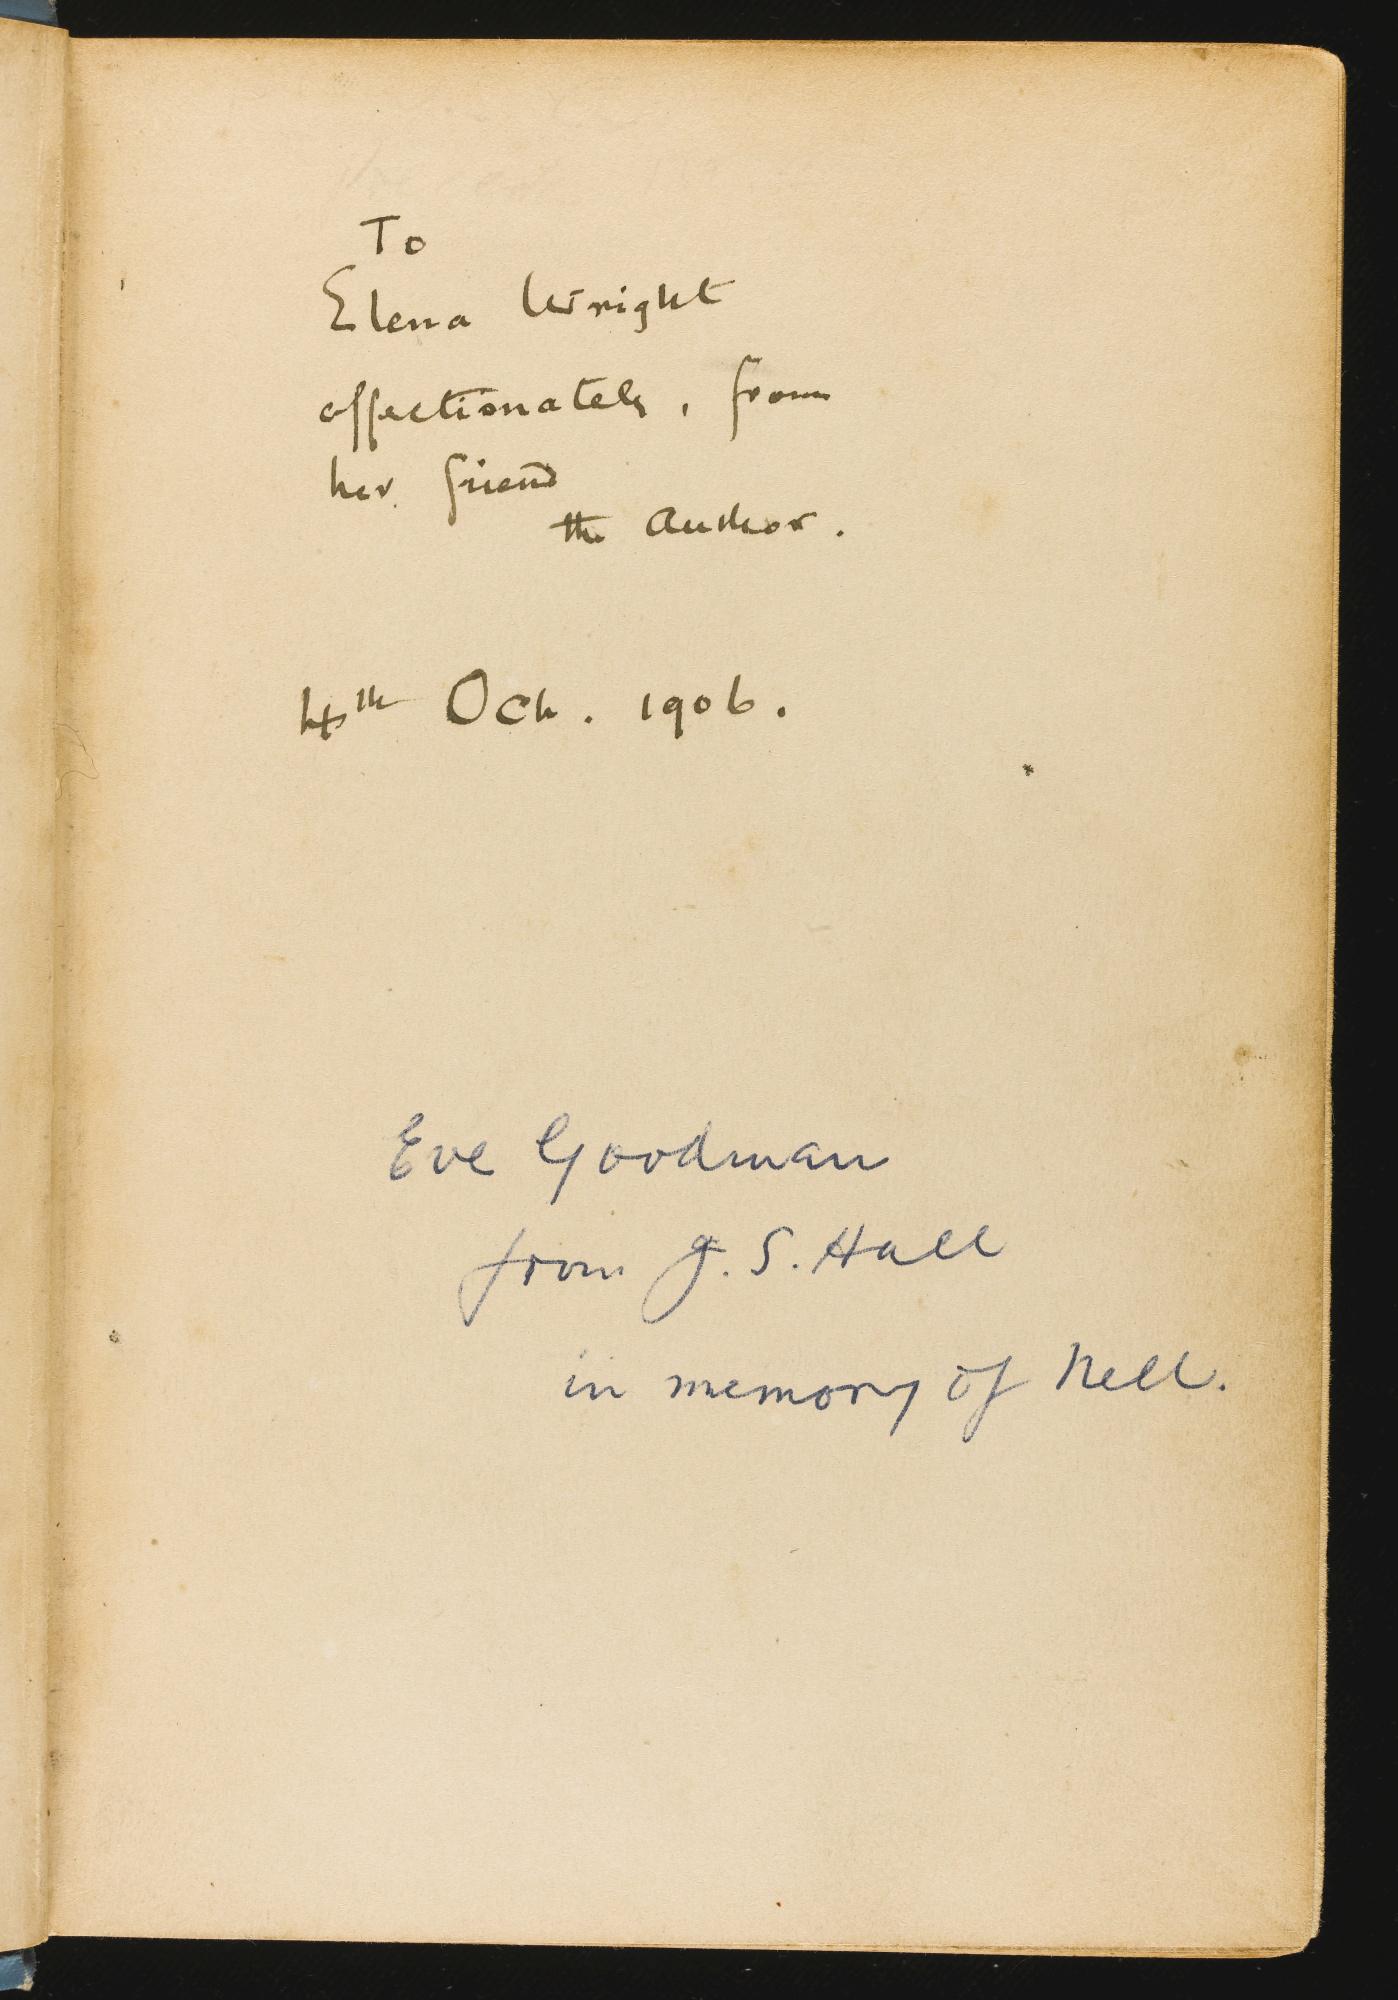 To
Elena Wright
affectionately, from
her friend
the author.
4th Oct. 1906.
Eve Goodman
from J. S. Hall
in memory of Nell.